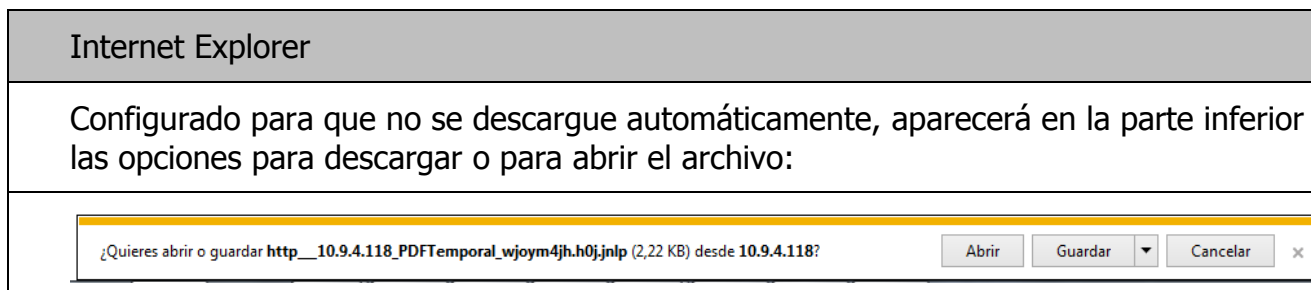 Internet Explorer
Configurado para que no se descargue automáticamente, aparecerá en la parte inferior
las opciones para descargar o para abrir el archivo:
¿Quieres abrir o guardar http__10.9.4.118_PDFTemporal_wjoym4jh.h0j.jnlp (2,22 KB) desde 10.9.4.118? Abrir Guardar Cancelar